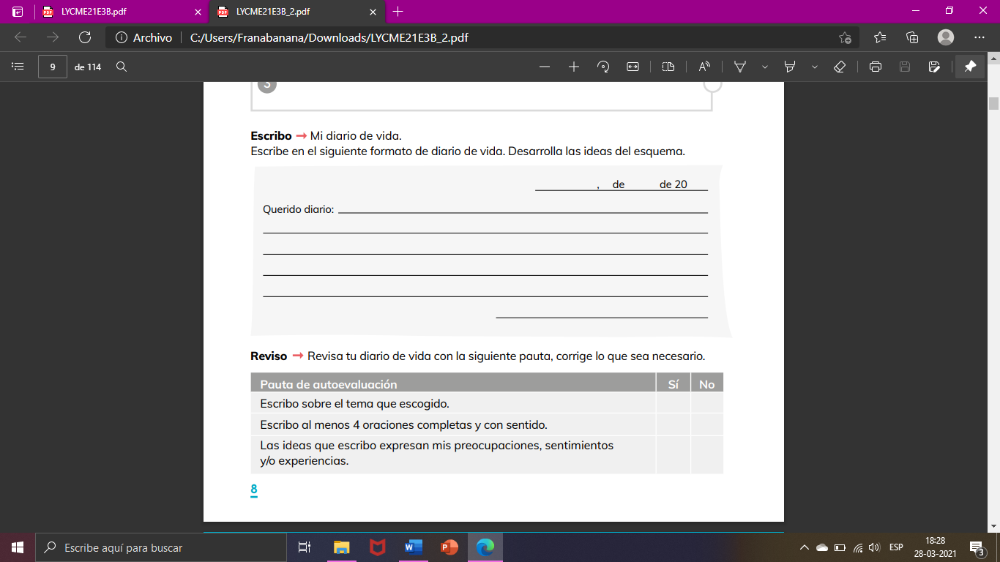 LYCME21E3B.pdf
LYCME21E3B_2.pdf
Archivo
C:/Users/Franabanana/Downloads/LYCME21E3B_2.pdf
9 de 114
3
Escribo → Mi diario de vida.
Escribe en el siguiente formato de diario de vida. Desarrolla las ideas del esquema.
, de de 20
Querido diario:
Reviso → Revisa tu diario de vida con la siguiente pauta, corrige lo que sea necesario.
Pauta de autoevaluación Sí No
Escribo sobre el tema que escogido.
Escribo al menos 4 oraciones completas y con sentido.
Las ideas que escribo expresan mis preocupaciones, sentimientos
y/o experiencias.
8
Escribe aquí para buscar
ESP
18:28
28-03-2021
3